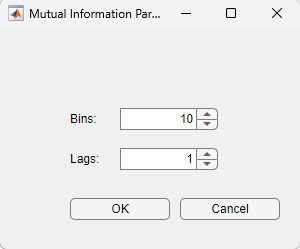 Mutual Information Par...
Bins: 10
Lags: 1
OK Cancel